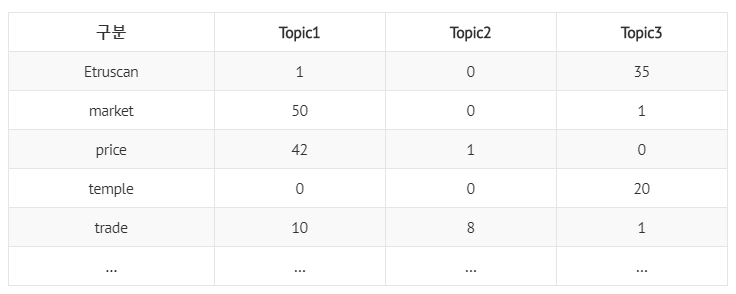 구분 Topic1 Topic2 Topic3
Etruscan 1 0 35
market 50 0 1
price 42 1 0
temple 0 0 20
trade 10 8 1
... ... ... ...